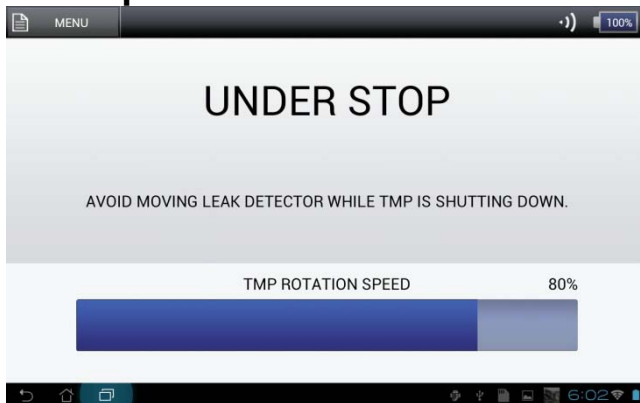 MENU
100%
UNDER STOP
AVOID MOVING LEAK DETECTOR WHILE TMP IS SHUTTING DOWN.
TMP ROTATION SPEED 80%
6:02